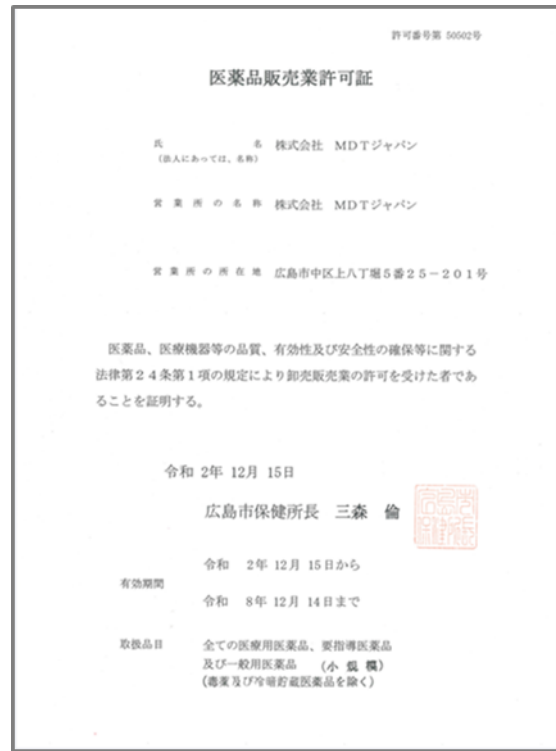 許可番号第 50502号
医薬品販売業許可証
氏名 株式会社 MDTジャパン
(法人にあっては、名称)
営業所の名称 株式会社 MDTジャパン
営業所の所在地 広島市中区上八丁堀5番25-201号
医薬品、医療機器等の品質、有効性及び安全性の確保等に関する
法律第24条第1項の規定により卸売販売業の許可を受けた者であ
ることを証明する。
令和 2年 12月 15日
広島市保健所長 三森 倫
令和 2年 12月 15日から
有効期間
令和 8年 12月 14日まで
取扱品目 全ての医療用医薬品、要指導医薬品
及び一般用医薬品 (小規模)
(毒薬及び冷暗貯蔵医薬品を除く)